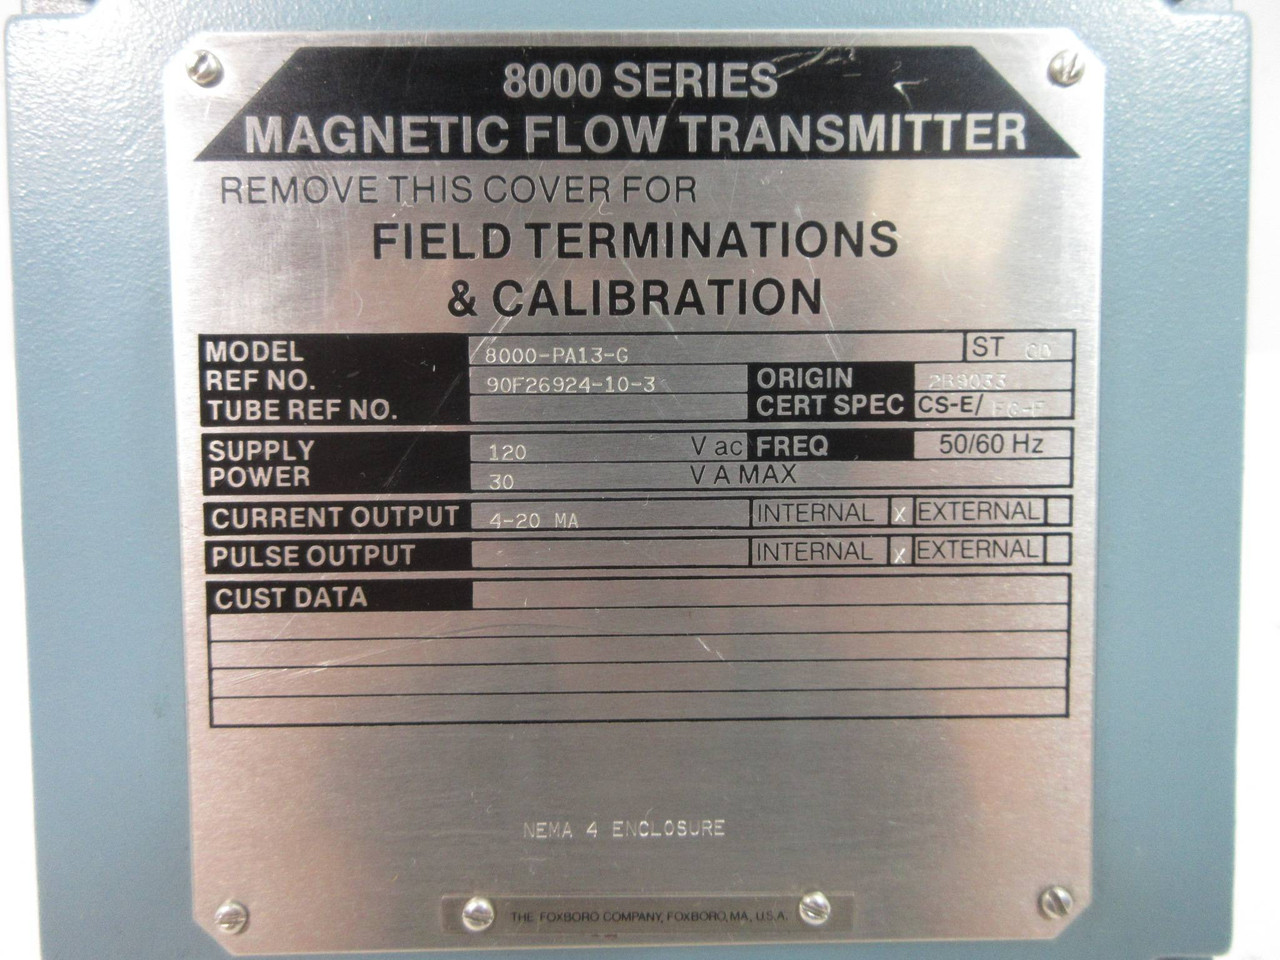 8000 SERIES
MAGNETIC FLOW TRANSMITTER
REMOVE THIS COVER FOR
FIELD TERMINATIONS
& CALIBRATION
MODEL 8000-PA13-G ST
REF NO. 90F26924-10-3 ORIGIN
TUBE REF NO. CERT SPEC CS-E/
SUPPLY 120 V ac FREQ 50/60 Hz
POWER 30 V A MAX
CURRENT OUTPUT 4-20 MA INTERNAL X EXTERNAL
PULSE OUTPUT INTERNAL X EXTERNAL
CUST DATA
NEMA 4 ENCLOSURE
THE FOXBORO COMPANY, FOXBORO, MA, U.S.A.